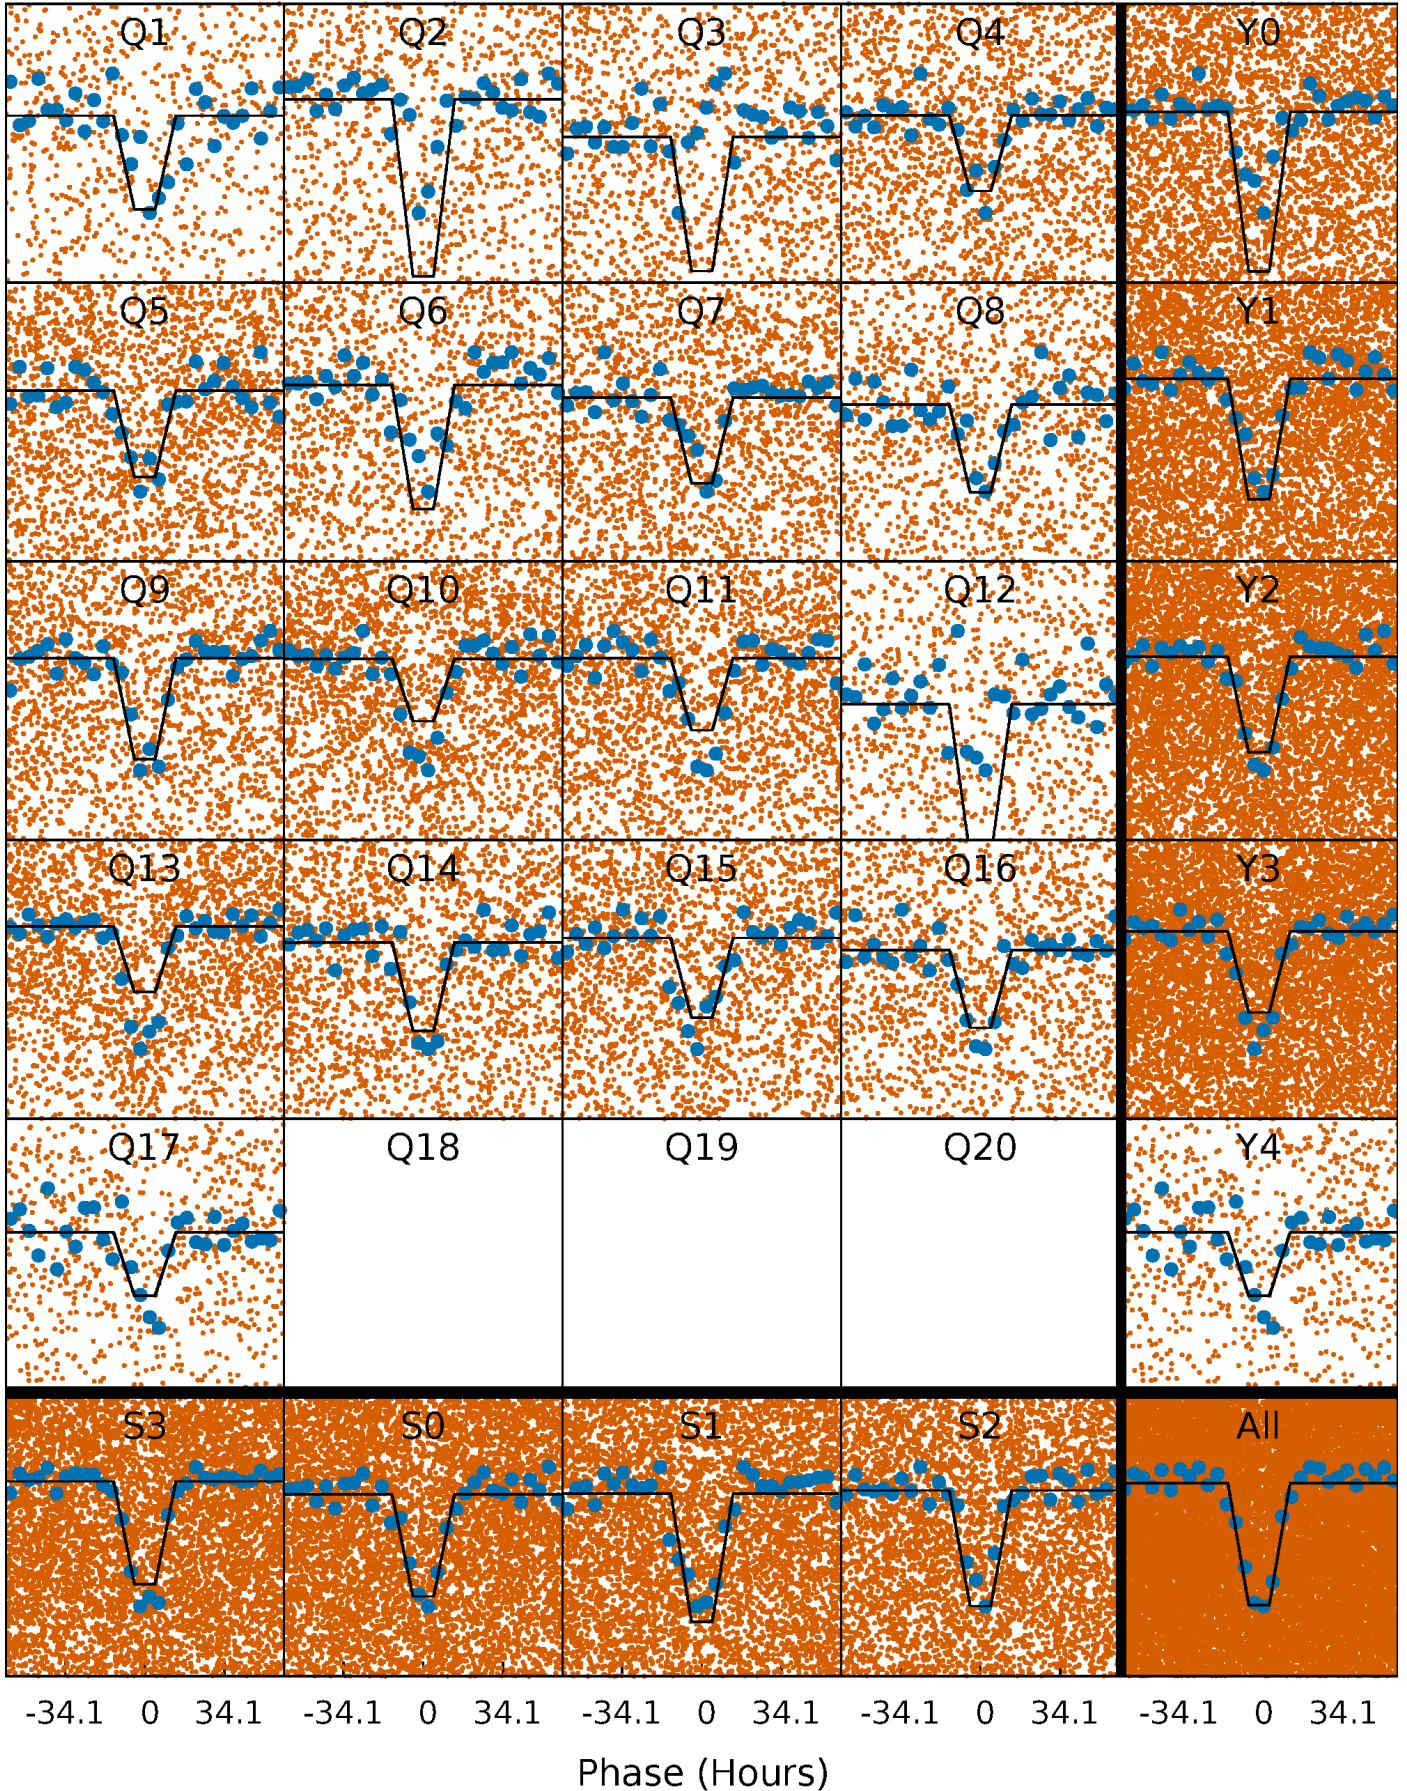 Q1 Q2 Q3 Q4 Y0
Q5 Q6 Q7 Q8 Y1
Q9 Q10 Q11 Q12 Y2
Q13 Q14 Q15 Q16 Y3
Q17 Q18 Q19 Q20 Y4
S3 S0 S1 S2 All
-34.1 0 34.1 -34.1 0 34.1 -34.1 0 34.1 -34.1 0 34.1 -34.1 0 34.1
Phase (Hours)